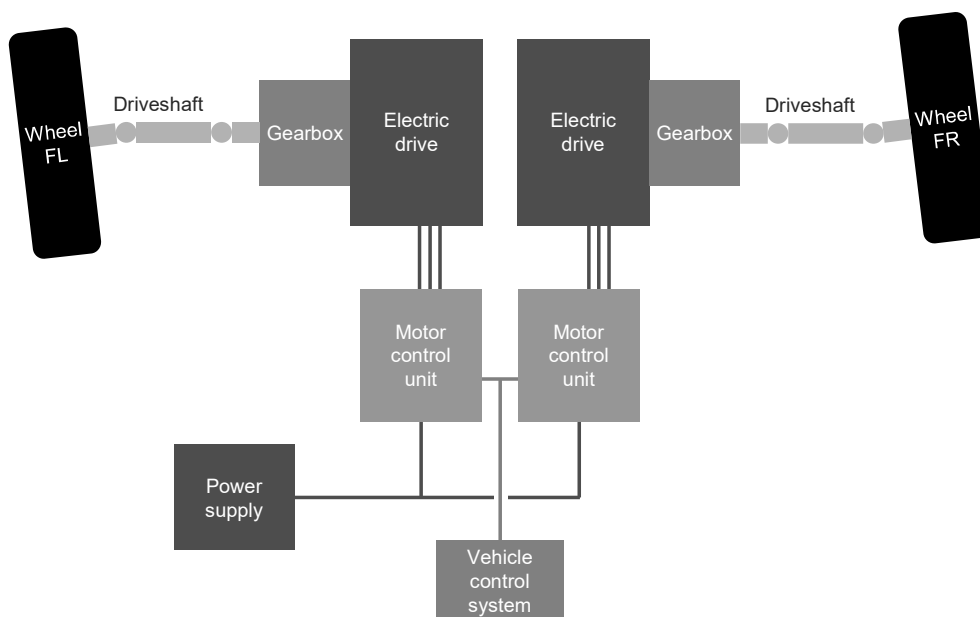 Wheel
FL
Driveshaft
Gearbox
Electric
drive
Electric
drive
Gearbox
Driveshaft
Wheel
FR
Motor
control
unit
Motor
control
unit
Power
supply
Vehicle
control
system